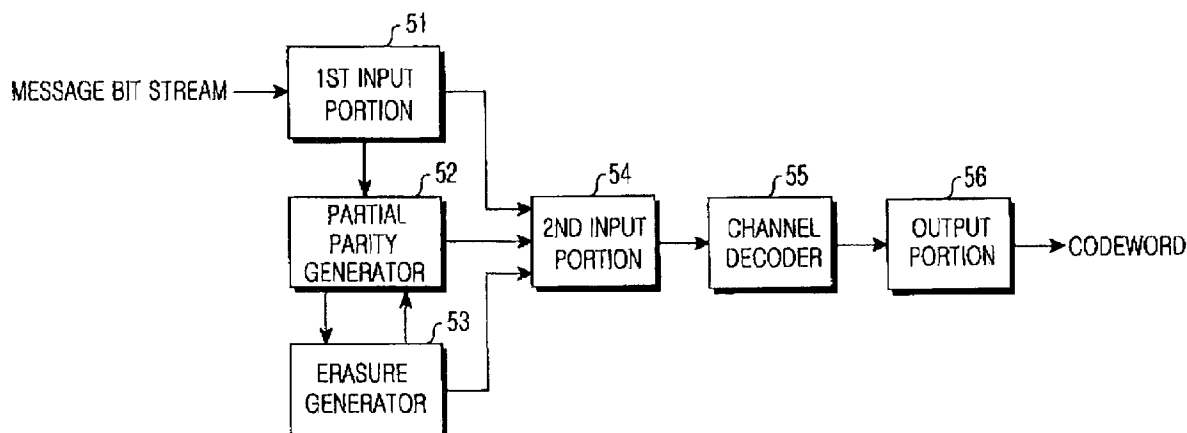 51
MESSAGE BIT STREAM
1ST INPUT
PORTION
52
PARTIAL
PARITY
GENERATOR
53
ERASURE
GENERATOR
54
2ND INPUT
PORTION
55
CHANNEL
DECODER
56
OUTPUT
PORTION
CODEWORD